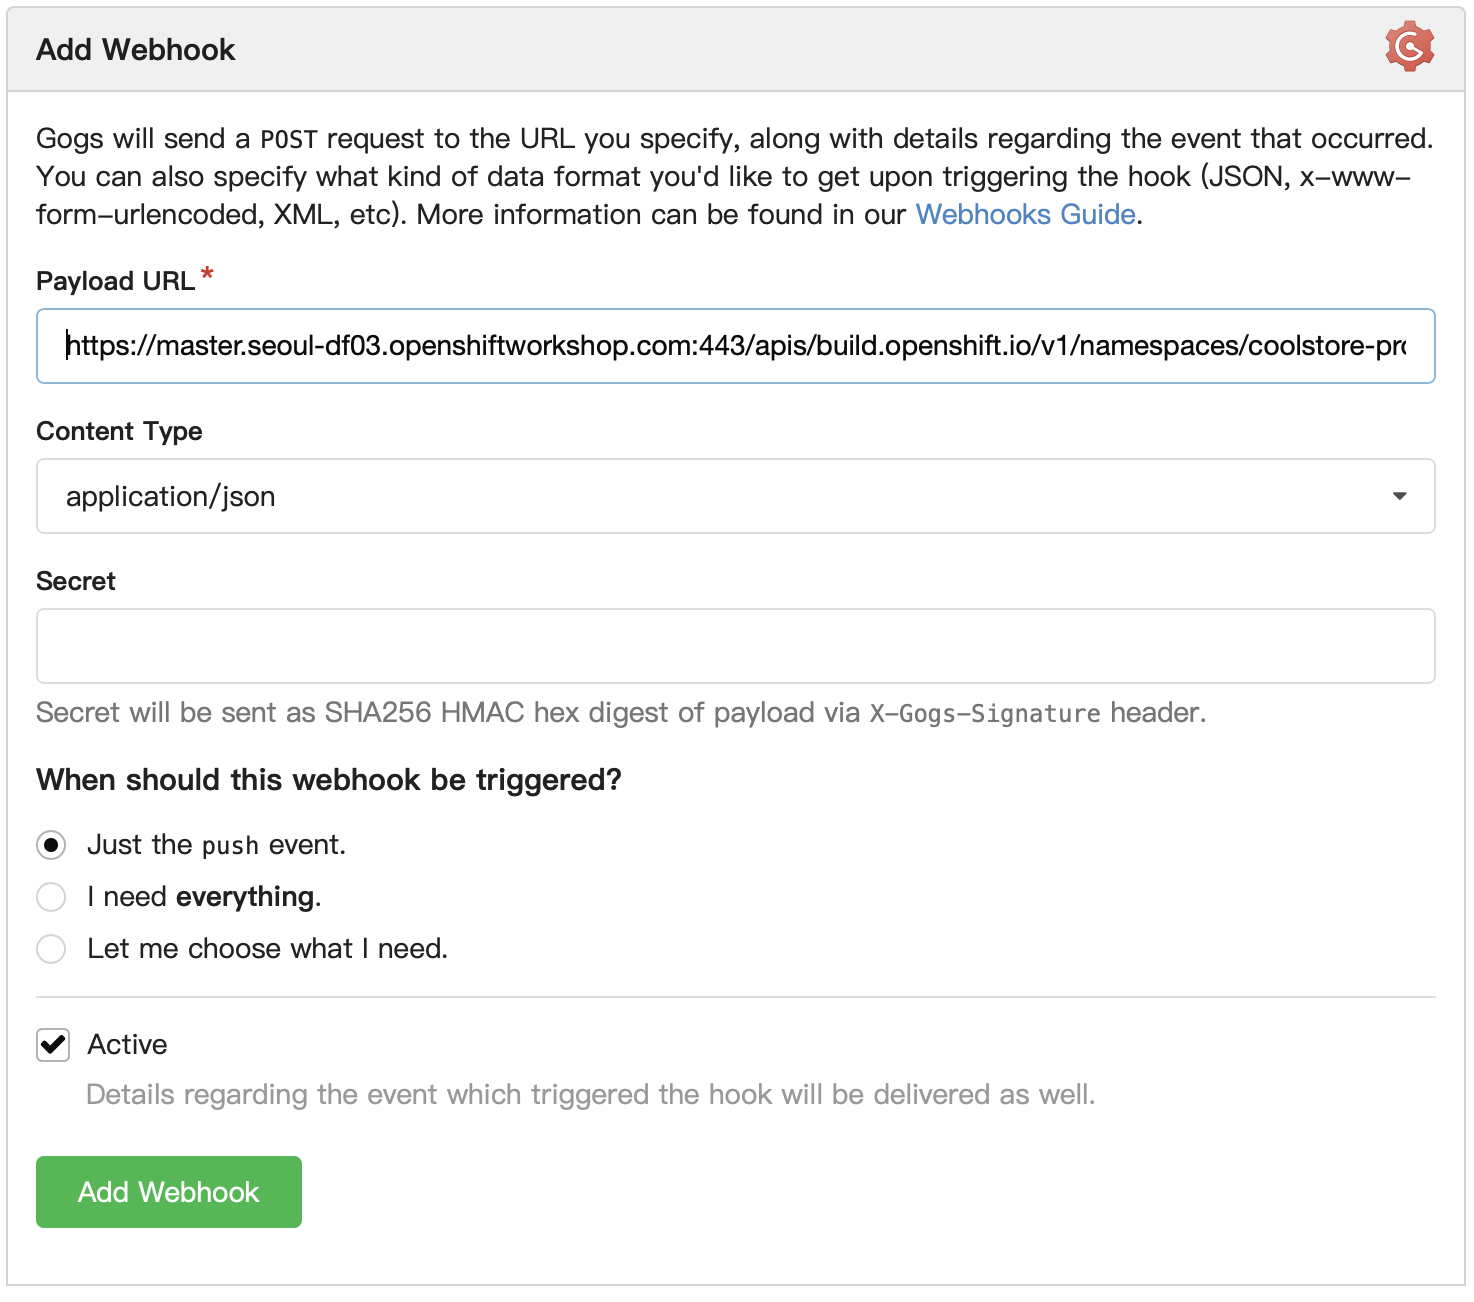 Add Webhook
Gogs will send a POST request to the URL you specify, along with details regarding the event that occurred.
You can also specify what kind of data format you'd like to get upon triggering the hook (JSON, x-www-
form-urlencoded, XML, etc). More information can be found in our Webhooks Guide.
Payload URL *
https://master.seoul-df03.openshiftworkshop.com:443/apis/build.openshift.io/v1/namespaces/coolstore-pro
Content Type
application/json
Secret
Secret will be sent as SHA256 HMAC hex digest of payload via X-Gogs-Signature header.
When should this webhook be triggered?
Just the push event.
I need everything.
Let me choose what I need.
Active
Details regarding the event which triggered the hook will be delivered as well.
Add Webhook